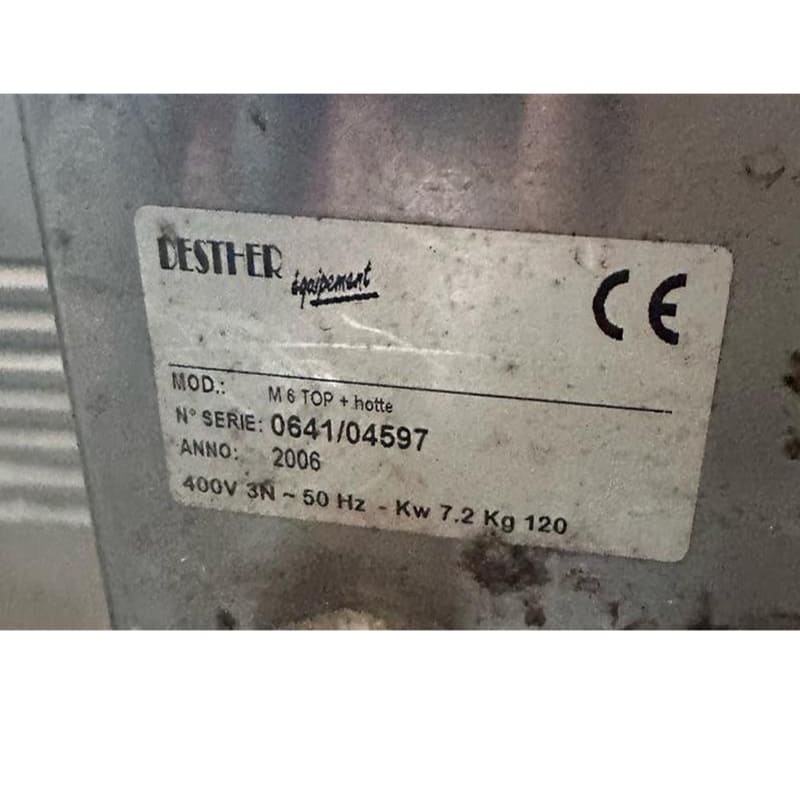 DESTHER
équipement
CE
MOD.: M 6 TOP + hotte
N° SERIE: 0641/04597
ANNO: 2006
400V 3N ~ 50 Hz - Kw 7.2 Kg 120